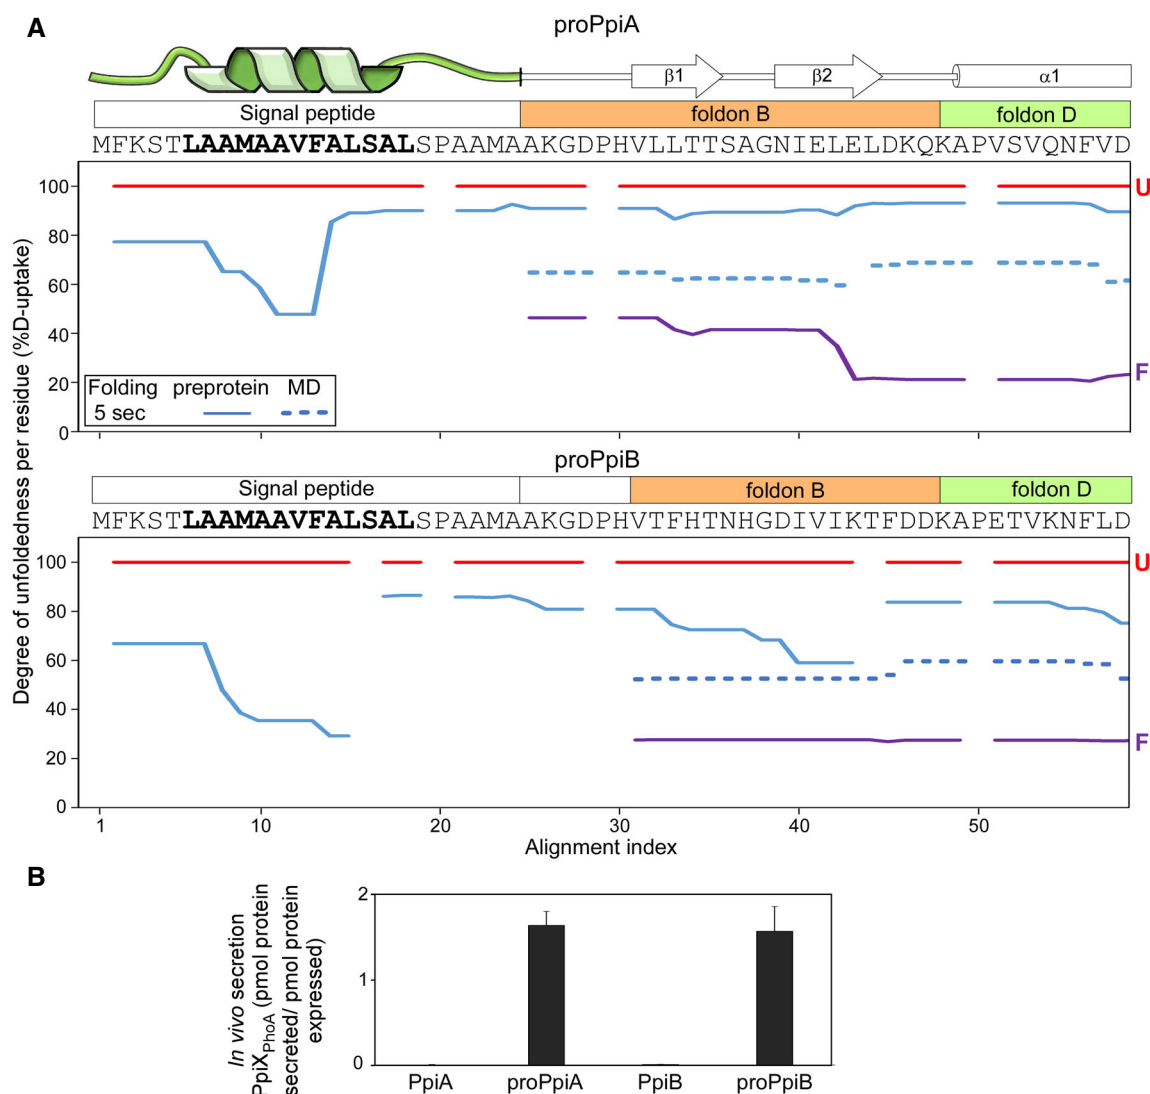 A
proPpiA
β1
β2
α1
Signal peptide
foldon B
foldon D
MFKSTLAAMAAVFALSALSPAAMAAKGDPHVLLTTSAGNIELELDKQKAPVSVQNFVD
Degree of unfoldedness per residue (%D-uptake)
100
80
60
40
20
0
U
F
Folding preprotein MD
5 sec
proPpiB
Signal peptide
foldon B
foldon D
MFKSTLAAMAAVFALSALSPAAMAAKGDPHVTFHTNHGDIVIKTFDDKAPETVKNFLD
100
80
60
40
20
0
U
F
1
10
20
30
40
50
Alignment index
B
In vivo secretion
PpiXPhoA (pmol protein
secreted/ pmol protein
expressed)
2
1
0
PpiA
proPpiA
PpiB
proPpiB